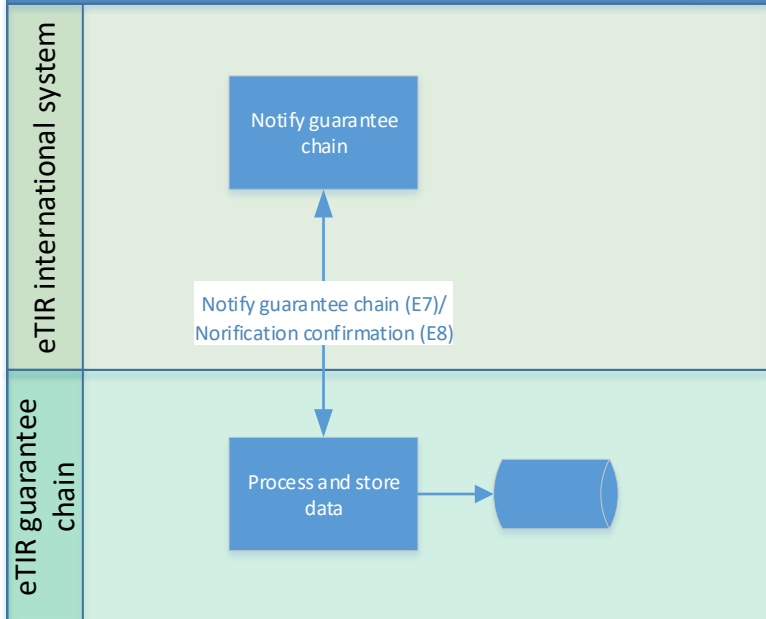 eTIR international system
Notify guarantee
chain
Notify guarantee chain (E7)/
Norification confirmation (E8)
eTIR guarantee
chain
Process and store
data